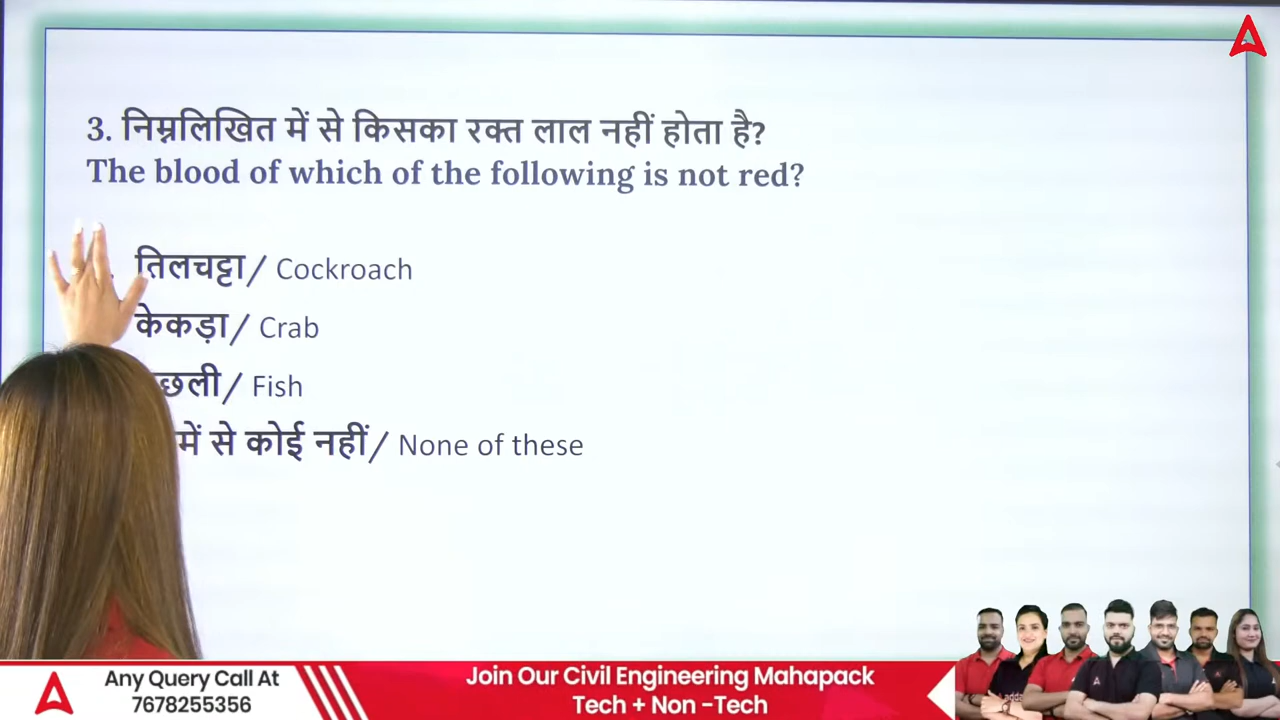 3. निम्नलिखित में से किसका रक्त लाल नहीं होता है?
The blood of which of the following is not red?
तिलचट्टा/ Cockroach
केकड़ा/ Crab
छली/ Fish
में से कोई नहीं/ None of these
Any Query Call At
7678255356
Join Our Civil Engineering Mahapack
Tech + Non -Tech